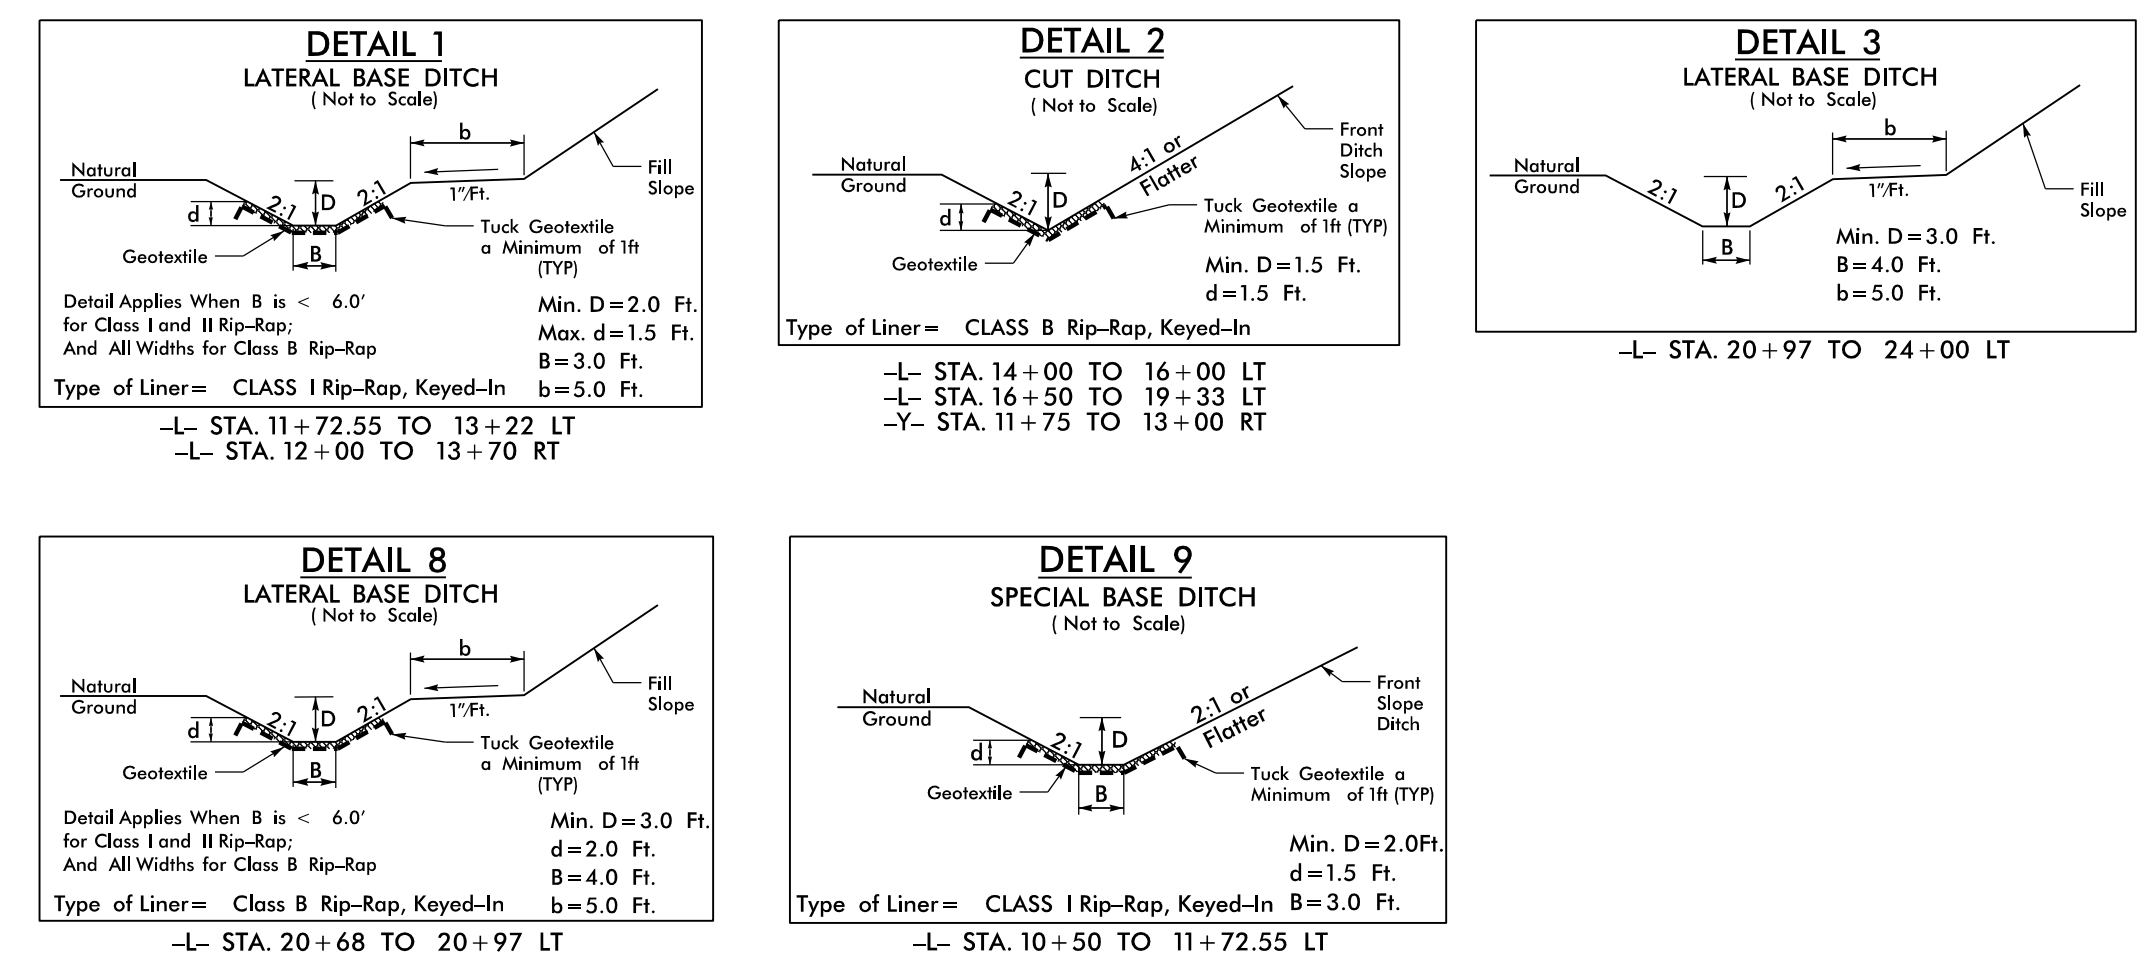 DETAIL 1
LATERAL BASE DITCH
( Not to Scale)
b
Natural
Ground
Fill
Slope
2:1
D
2:1
1"/Ft.
d
Tuck Geotextile
a Minimum of 1ft
(TYP)
Geotextile
B
Detail Applies When B is < 6.0'
for Class I and II Rip-Rap;
And All Widths for Class B Rip-Rap
Min. D=2.0 Ft.
Max. d=1.5 Ft.
B=3.0 Ft.
b=5.0 Ft.
Type of Liner= CLASS I Rip-Rap, Keyed-In
-L- STA. 11+72.55 TO 13+22 LT
-L- STA. 12+00 TO 13+70 RT
DETAIL 2
CUT DITCH
( Not to Scale)
Front
Ditch
Slope
Natural
Ground
4:1 or
Flatter
2:1
D
d
Tuck Geotextile a
Minimum of 1ft (TYP)
Geotextile
Min. D=1.5 Ft.
d=1.5 Ft.
Type of Liner= CLASS B Rip-Rap, Keyed-In
-L- STA. 14+00 TO 16+00 LT
-L- STA. 16+50 TO 19+33 LT
-Y- STA. 11+75 TO 13+00 RT
DETAIL 3
LATERAL BASE DITCH
( Not to Scale)
b
Natural
Ground
2:1
D
2:1
1"/Ft.
Fill
Slope
B
Min. D=3.0 Ft.
B=4.0 Ft.
b=5.0 Ft.
-L- STA. 20+97 TO 24+00 LT
DETAIL 8
LATERAL BASE DITCH
( Not to Scale)
b
Natural
Ground
Fill
Slope
2:1
D
2:1
1"/Ft.
d
Tuck Geotextile
a Minimum of 1ft
(TYP)
Geotextile
B
Detail Applies When B is < 6.0'
for Class I and II Rip-Rap;
And All Widths for Class B Rip-Rap
Min. D=3.0 Ft.
d=2.0 Ft.
B=4.0 Ft.
b=5.0 Ft.
Type of Liner= Class B Rip-Rap, Keyed-In
-L- STA. 20+68 TO 20+97 LT
DETAIL 9
SPECIAL BASE DITCH
( Not to Scale)
Natural
Ground
Front
Slope
Ditch
2:1 or
Flatter
2:1
D
d
Tuck Geotextile a
Minimum of 1ft (TYP)
Geotextile
B
Min. D=2.0Ft.
d=1.5 Ft.
B=3.0 Ft.
Type of Liner= CLASS I Rip-Rap, Keyed-In
-L- STA. 10+50 TO 11+72.55 LT